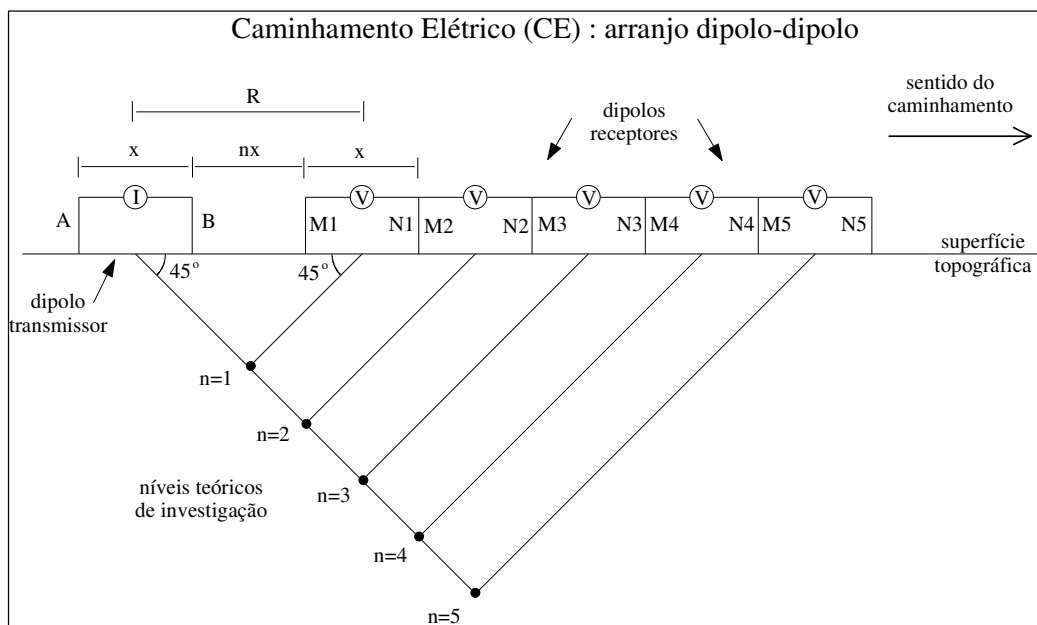 Caminhamento Elétrico (CE) : arranjo dipolo-dipolo
R
sentido do
caminhamento
dipolos
receptores
x
nx
x
I
V
V
V
V
V
A
B
M1
N1
M2
N2
M3
N3
M4
N4
M5
N5
superfície
topográfica
45°
45°
dipolo
transmissor
n=1
n=2
n=3
n=4
n=5
níveis teóricos
de investigação